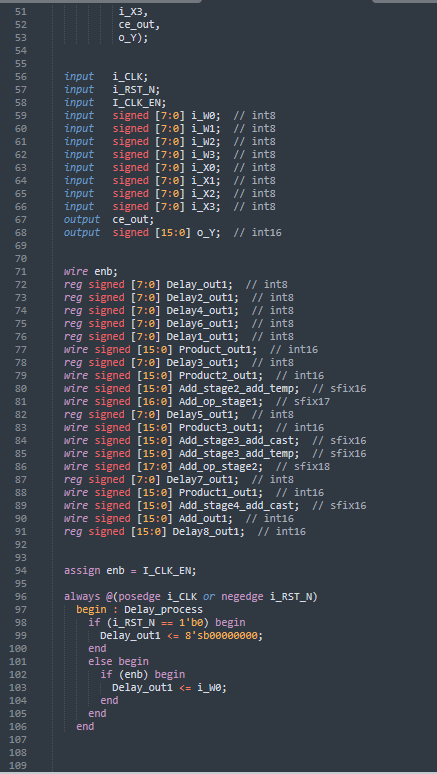 51 i_X3,
52 ce_out,
53 o_Y);
54
55
56 input i_CLK;
57 input i_RST_N;
58 input I_CLK_EN;
59 input signed [7:0] i_W0; // int8
60 input signed [7:0] i_W1; // int8
61 input signed [7:0] i_W2; // int8
62 input signed [7:0] i_W3; // int8
63 input signed [7:0] i_X0; // int8
64 input signed [7:0] i_X1; // int8
65 input signed [7:0] i_X2; // int8
66 input signed [7:0] i_X3; // int8
67 output ce_out;
68 output signed [15:0] o_Y; // int16
69
70
71 wire enb;
72 reg signed [7:0] Delay_out1; // int8
73 reg signed [7:0] Delay2_out1; // int8
74 reg signed [7:0] Delay4_out1; // int8
75 reg signed [7:0] Delay6_out1; // int8
76 reg signed [7:0] Delay1_out1; // int8
77 wire signed [15:0] Product_out1; // int16
78 reg signed [7:0] Delay3_out1; // int8
79 wire signed [15:0] Product2_out1; // int16
80 wire signed [15:0] Add_stage2_add_temp; // sfix16
81 wire signed [16:0] Add_op_stage1; // sfix17
82 reg signed [7:0] Delay5_out1; // int8
83 wire signed [15:0] Product3_out1; // int16
84 wire signed [15:0] Add_stage3_add_cast; // sfix16
85 wire signed [15:0] Add_stage3_add_temp; // sfix16
86 wire signed [17:0] Add_op_stage2; // sfix18
87 reg signed [7:0] Delay7_out1; // int8
88 wire signed [15:0] Product1_out1; // int16
89 wire signed [15:0] Add_stage4_add_cast; // sfix16
90 wire signed [15:0] Add_out1; // int16
91 reg signed [15:0] Delay8_out1; // int16
92
93
94 assign enb = I_CLK_EN;
95
96 always @(posedge i_CLK or negedge i_RST_N)
97 begin : Delay_process
98 if (i_RST_N == 1'b0) begin
99 Delay_out1 <= 8'sb00000000;
100 end
101 else begin
102 if (enb) begin
103 Delay_out1 <= i_W0;
104 end
105 end
106 end
107
108
109